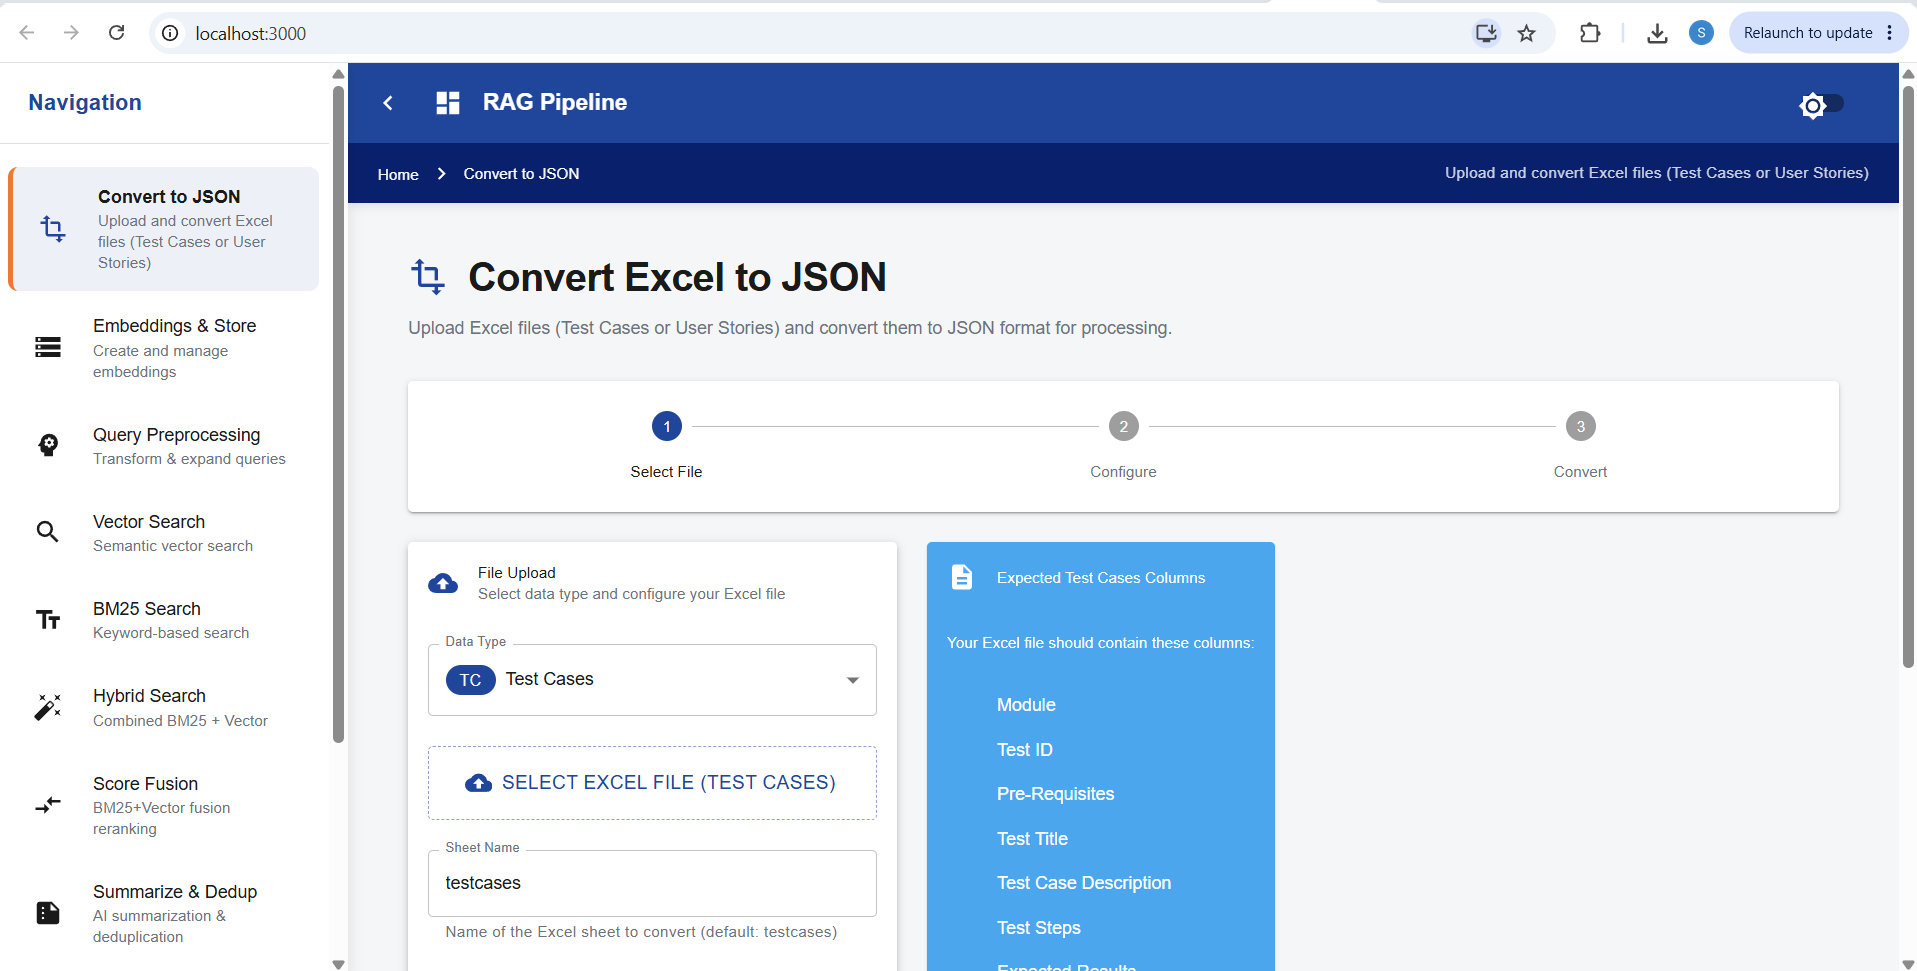 localhost:3000
S
Relaunch to update
Navigation
Convert to JSON
Upload and convert Excel
files (Test Cases or User
Stories)
Embeddings & Store
Create and manage
embeddings
Query Preprocessing
Transform & expand queries
Vector Search
Semantic vector search
BM25 Search
Keyword-based search
Hybrid Search
Combined BM25 + Vector
Score Fusion
BM25+Vector fusion
reranking
Summarize & Dedup
AI summarization &
deduplication
RAG Pipeline
Home
Convert to JSON
Upload and convert Excel files (Test Cases or User Stories)
Convert Excel to JSON
Upload Excel files (Test Cases or User Stories) and convert them to JSON format for processing.
1
Select File
2
Configure
3
Convert
File Upload
Select data type and configure your Excel file
Data Type
TC Test Cases
SELECT EXCEL FILE (TEST CASES)
Sheet Name
testcases
Name of the Excel sheet to convert (default: testcases)
Expected Test Cases Columns
Your Excel file should contain these columns:
Module
Test ID
Pre-Requisites
Test Title
Test Case Description
Test Steps
Expected Results